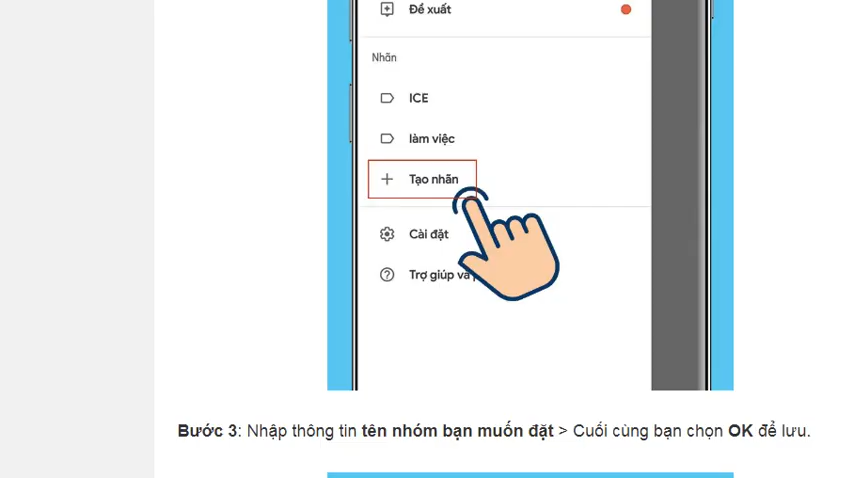 Đề xuất
Nhãn
ICE
làm việc
Tạo nhãn
Cài đặt
Trợ giúp và
Bước 3: Nhập thông tin tên nhóm bạn muốn đặt > Cuối cùng bạn chọn OK để lưu.